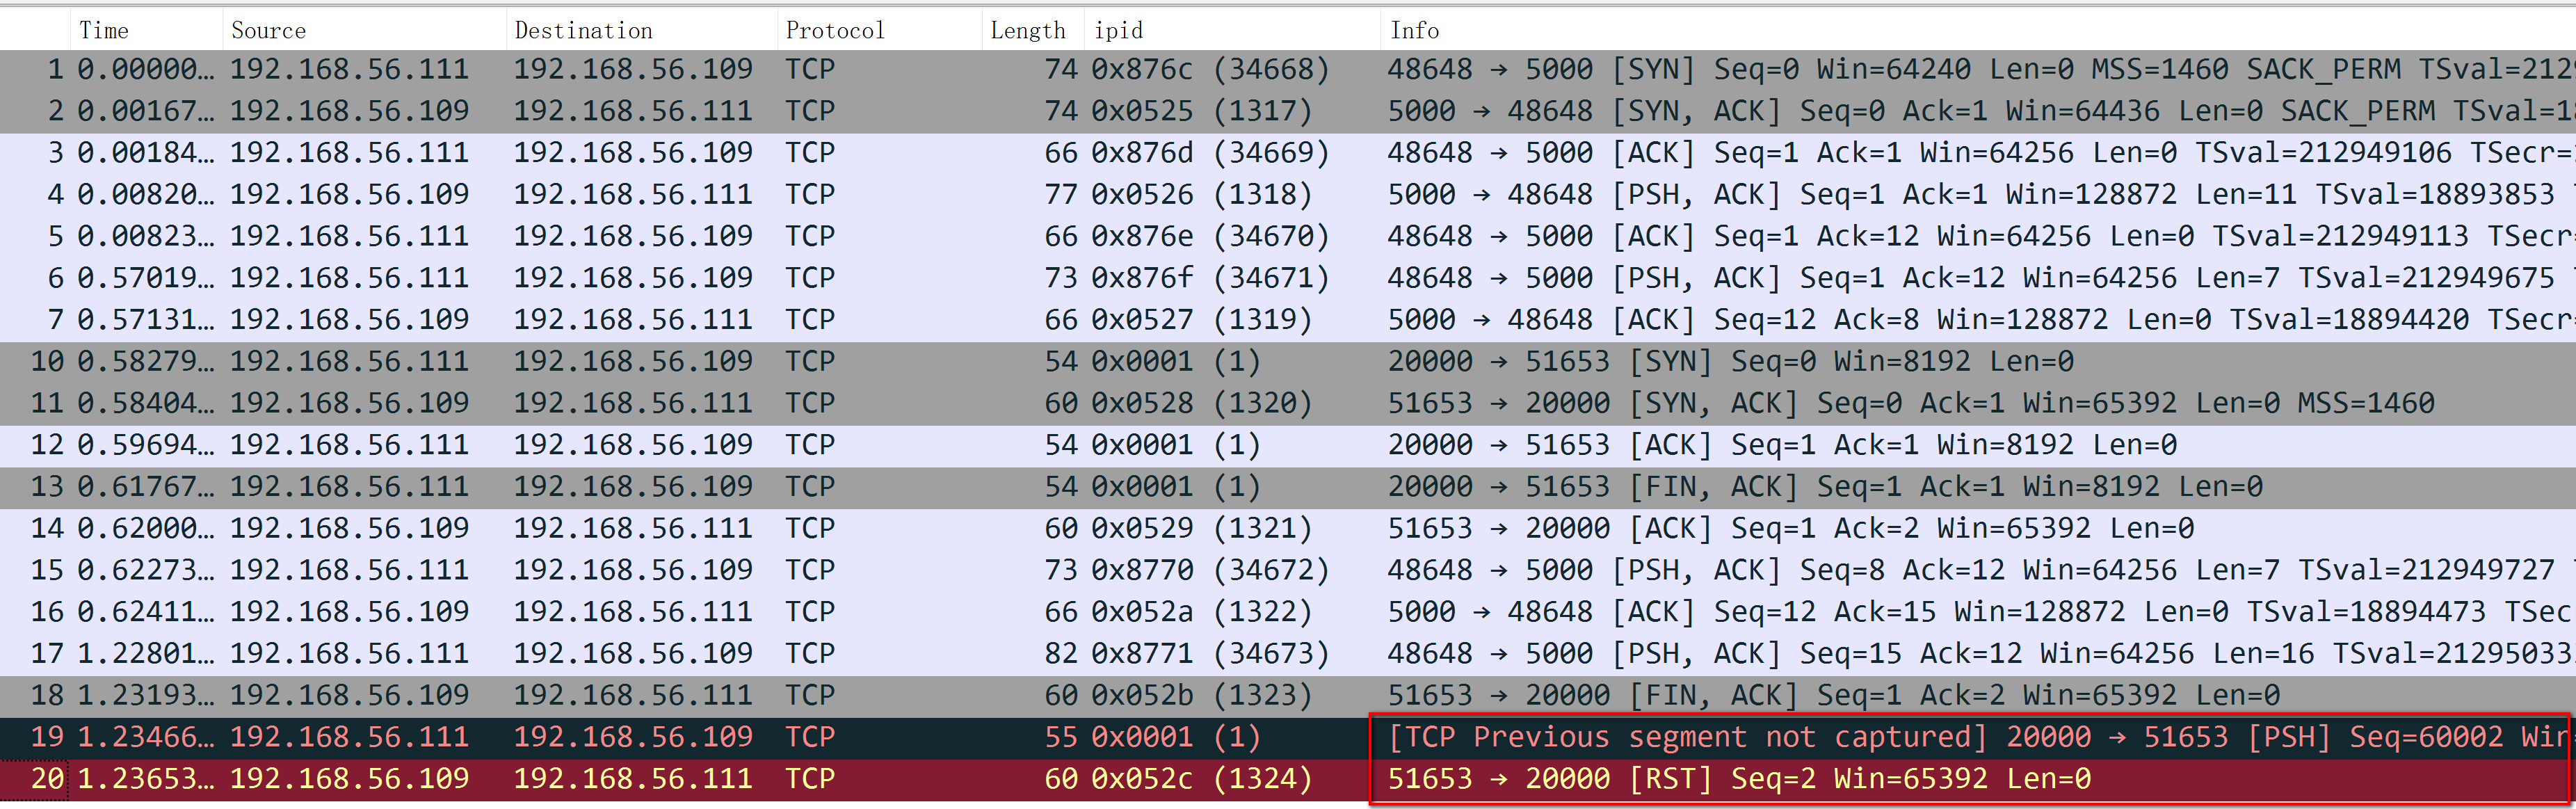 Time Source Destination Protocol Length ipid Info
1 0.00000… 192.168.56.111 192.168.56.109 TCP 74 0x876c (34668) 48648 → 5000 [SYN] Seq=0 Win=64240 Len=0 MSS=1460 SACK_PERM TSval=212
2 0.00167… 192.168.56.109 192.168.56.111 TCP 74 0x0525 (1317) 5000 → 48648 [SYN, ACK] Seq=0 Ack=1 Win=64436 Len=0 SACK_PERM TSval=1
3 0.00184… 192.168.56.111 192.168.56.109 TCP 66 0x876d (34669) 48648 → 5000 [ACK] Seq=1 Ack=1 Win=64256 Len=0 TSval=212949106 TSecr=
4 0.00820… 192.168.56.109 192.168.56.111 TCP 77 0x0526 (1318) 5000 → 48648 [PSH, ACK] Seq=1 Ack=1 Win=128872 Len=11 TSval=18893853
5 0.00823… 192.168.56.111 192.168.56.109 TCP 66 0x876e (34670) 48648 → 5000 [ACK] Seq=1 Ack=12 Win=64256 Len=0 TSval=212949113 TSecr=
6 0.57019… 192.168.56.111 192.168.56.109 TCP 73 0x876f (34671) 48648 → 5000 [PSH, ACK] Seq=1 Ack=12 Win=64256 Len=7 TSval=212949675
7 0.57131… 192.168.56.109 192.168.56.111 TCP 66 0x0527 (1319) 5000 → 48648 [ACK] Seq=12 Ack=8 Win=128872 Len=0 TSval=18894420 TSec
10 0.58279… 192.168.56.111 192.168.56.109 TCP 54 0x0001 (1) 20000 → 51653 [SYN] Seq=0 Win=8192 Len=0
11 0.58404… 192.168.56.109 192.168.56.111 TCP 60 0x0528 (1320) 51653 → 20000 [SYN, ACK] Seq=0 Ack=1 Win=65392 Len=0 MSS=1460
12 0.59694… 192.168.56.111 192.168.56.109 TCP 54 0x0001 (1) 20000 → 51653 [ACK] Seq=1 Ack=1 Win=8192 Len=0
13 0.61767… 192.168.56.111 192.168.56.109 TCP 54 0x0001 (1) 20000 → 51653 [FIN, ACK] Seq=1 Ack=1 Win=8192 Len=0
14 0.62000… 192.168.56.109 192.168.56.111 TCP 60 0x0529 (1321) 51653 → 20000 [ACK] Seq=1 Ack=2 Win=65392 Len=0
15 0.62273… 192.168.56.111 192.168.56.109 TCP 73 0x8770 (34672) 48648 → 5000 [PSH, ACK] Seq=8 Ack=12 Win=64256 Len=7 TSval=212949727
16 0.62411… 192.168.56.109 192.168.56.111 TCP 66 0x052a (1322) 5000 → 48648 [ACK] Seq=12 Ack=15 Win=128872 Len=0 TSval=18894473 TSec
17 1.22801… 192.168.56.111 192.168.56.109 TCP 82 0x8771 (34673) 48648 → 5000 [PSH, ACK] Seq=15 Ack=12 Win=64256 Len=16 TSval=21295033
18 1.23193… 192.168.56.109 192.168.56.111 TCP 60 0x052b (1323) 51653 → 20000 [FIN, ACK] Seq=1 Ack=2 Win=65392 Len=0
19 1.23466… 192.168.56.111 192.168.56.109 TCP 55 0x0001 (1) [TCP Previous segment not captured] 20000 → 51653 [PSH] Seq=60002 Win
20 1.23653… 192.168.56.109 192.168.56.111 TCP 60 0x052c (1324) 51653 → 20000 [RST] Seq=2 Win=65392 Len=0